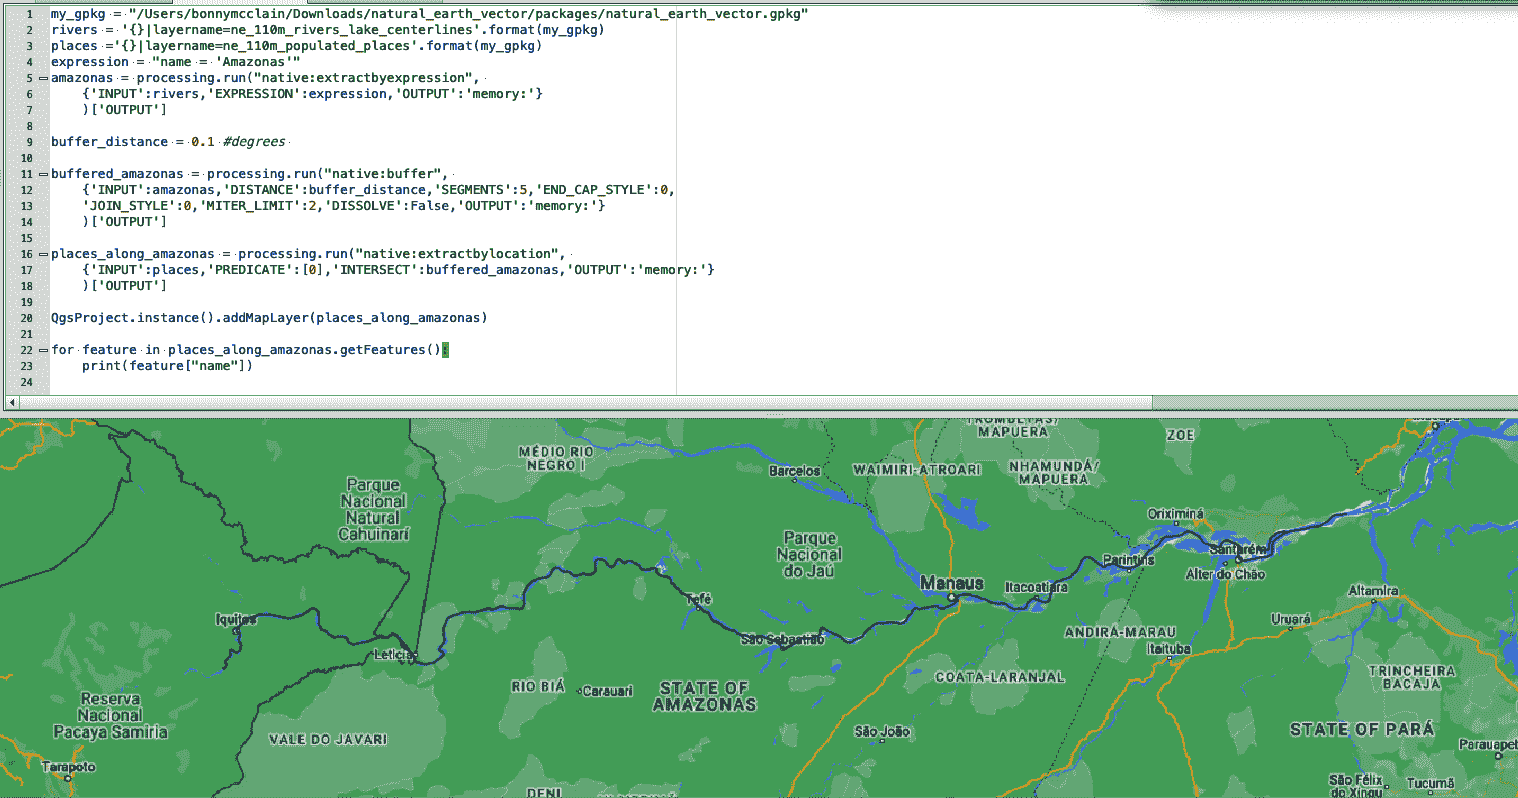 1 my_gpkg = "/Users/bonnymcclain/Downloads/natural_earth_vector/packages/natural_earth_vector.gpkg"
2 rivers = '{}|layername=ne_110m_rivers_lake_centerlines'.format(my_gpkg)
3 places ='{}|layername=ne_110m_populated_places'.format(my_gpkg)
4 expression = "name = 'Amazonas'"
5 amazonas = processing.run("native:extractbyexpression",
6 {'INPUT':rivers,'EXPRESSION':expression,'OUTPUT':'memory:'}
7 )['OUTPUT']
8
9 buffer_distance = 0.1 #degrees
10
11 buffered_amazonas = processing.run("native:buffer",
12 {'INPUT':amazonas,'DISTANCE':buffer_distance,'SEGMENTS':5,'END_CAP_STYLE':0,
13 'JOIN_STYLE':0,'MITER_LIMIT':2,'DISSOLVE':False,'OUTPUT':'memory:'}
14 )['OUTPUT']
15
16 places_along_amazonas = processing.run("native:extractbylocation",
17 {'INPUT':places,'PREDICATE':[0],'INTERSECT':buffered_amazonas,'OUTPUT':'memory:'}
18 )['OUTPUT']
19
20 QgsProject.instance().addMapLayer(places_along_amazonas)
21
22 for feature in places_along_amazonas.getFeatures():
23 print(feature["name"])
24
TROMBETAS/
MAPUERA
ZOE
MÉDIO RIO
NEGRO I
Barcelos
WAIMIRI-ATROARI
NHAMUNDÁ/
MAPUERA
Parque
Nacional
Natural
Cahuinarí
Parque
Nacional
do Jaú
Oriximiná
Santarém
Parintins
Alter do Chão
Manaus
Itacoatiara
Altamira
Tefé
Iquitos
Uruará
São Sebastião
ANDIRA-MARAU
Itaituba
Leticia
TRINCHEIRA
BACAJA
COATA-LARANJAL
RIO BIÁ
Carauari
STATE OF
AMAZONAS
Reserva
Nacional
Pacaya Samiria
VALE DO JAVARI
São João
STATE OF PARÁ
Parauapeb
Tarapoto
São Félix
do Xingu
Tucumã
DENI